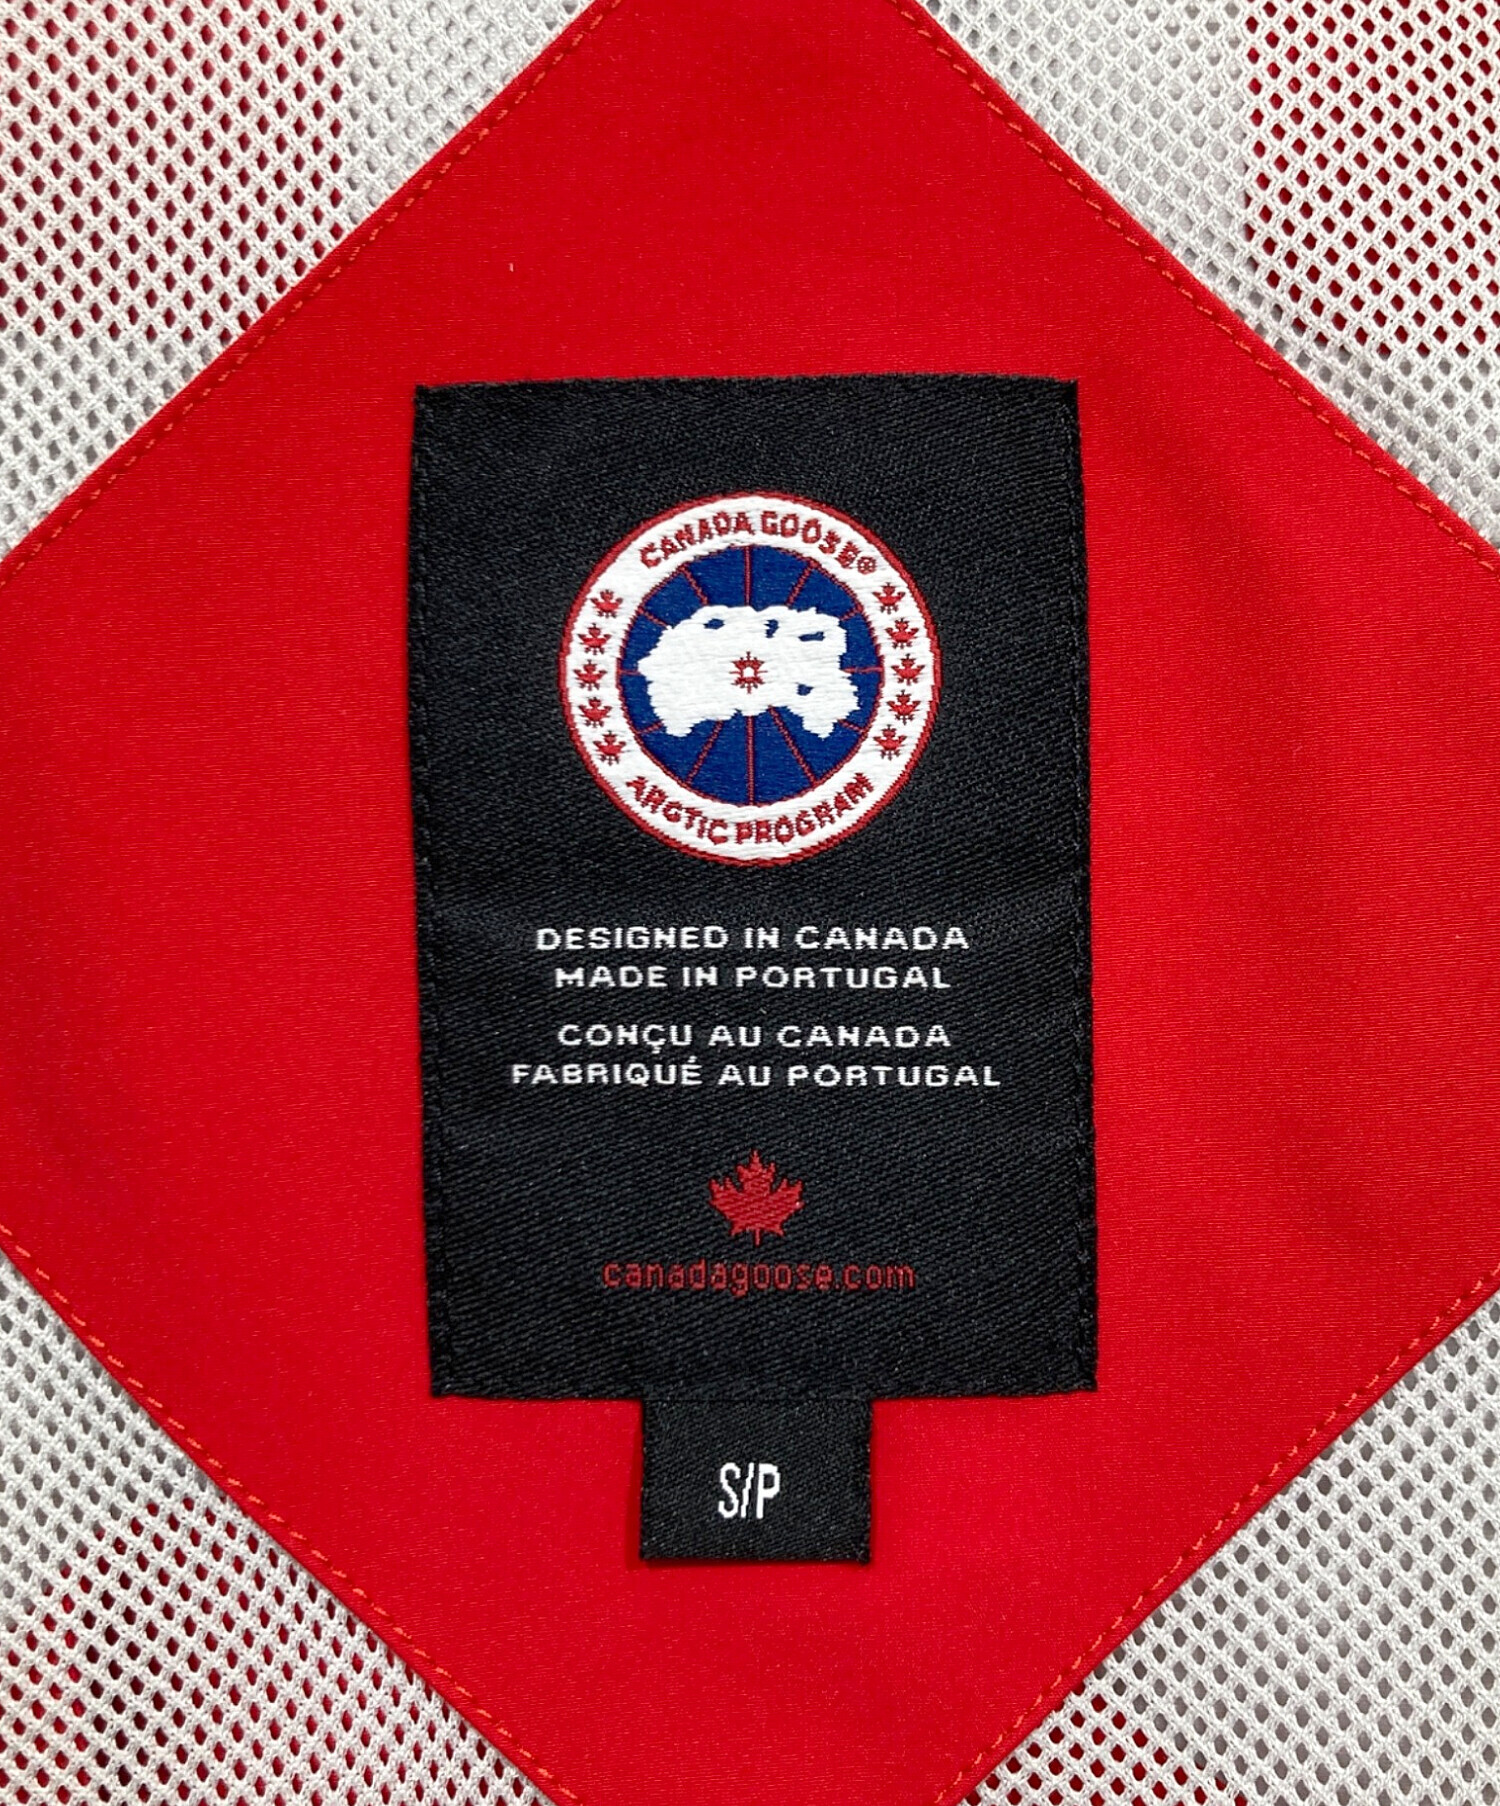 CANADA GOOSE®
ARCTIC PROGRAM
DESIGNED IN CANADA
MADE IN PORTUGAL
CONÇU AU CANADA
FABRIQUÉ AU PORTUGAL
canadagoose.com
S/P